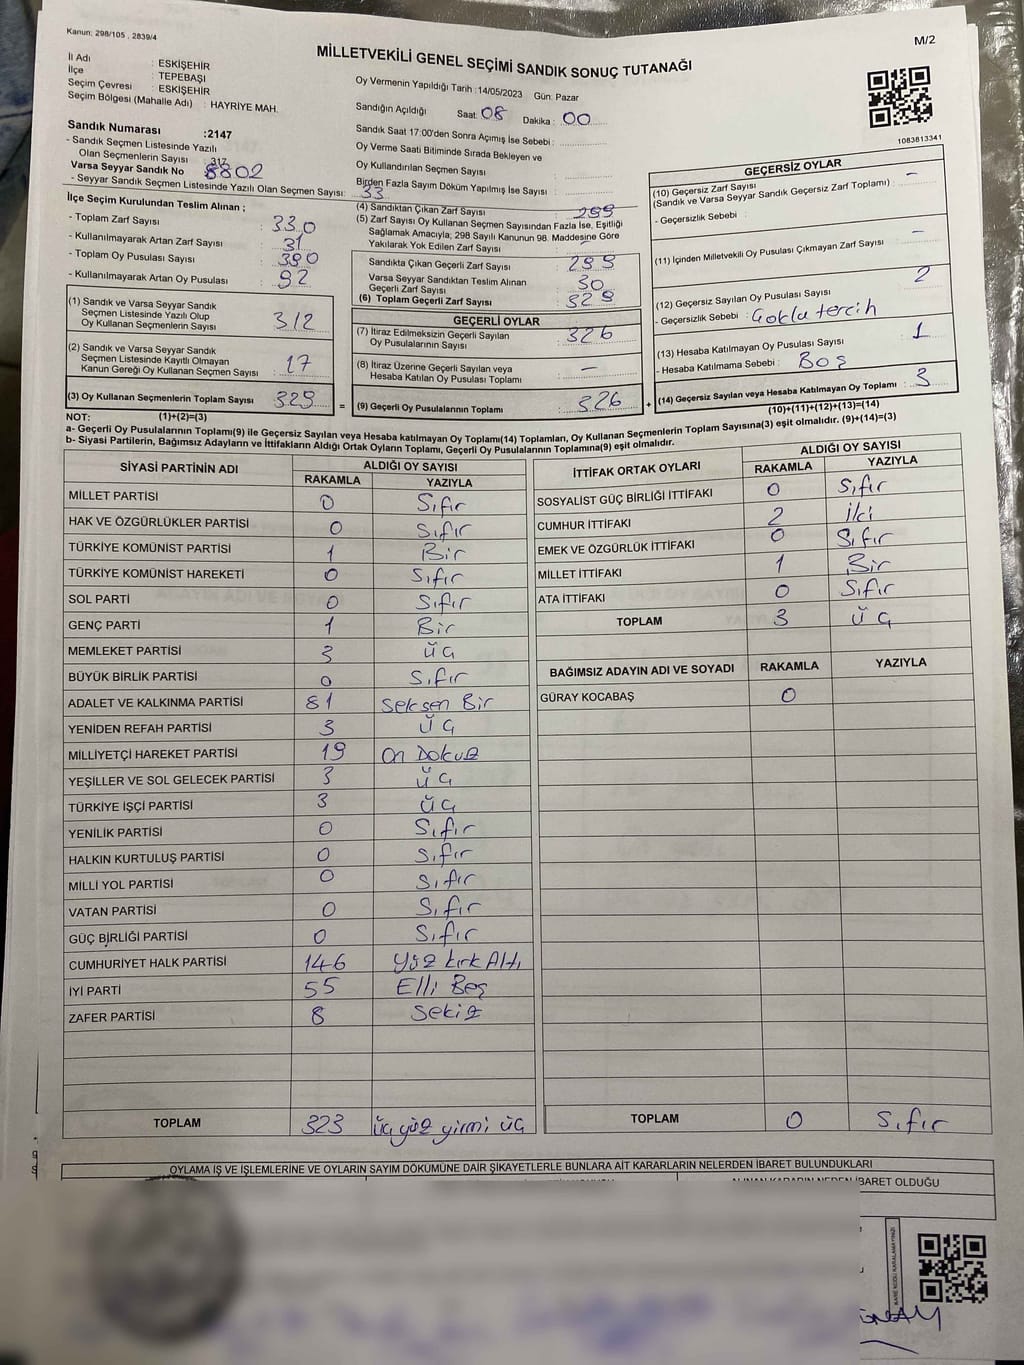 Kanun: 298/105 , 2839/4
M/2
MİLLETVEKİLİ GENEL SEÇİMİ SANDIK SONUÇ TUTANAĞI
İl Adı : ESKİŞEHİR
İlçe : TEPEBAŞI
Seçim Çevresi : ESKİŞEHİR
Seçim Bölgesi (Mahalle Adı) : HAYRİYE MAH.
Sandık Numarası :2147
- Sandık Seçmen Listesinde Yazılı
Olan Seçmenlerin Sayısı : 317
Varsa Seyyar Sandık No 8802
- Seyyar Sandık Seçmen Listesinde Yazılı Olan Seçmen Sayısı: 33
Oy Vermenin Yapıldığı Tarih :14/05/2023 Gün: Pazar
Sandığın Açıldığı Saat: 08 Dakika : 00
Sandık Saat 17:00'den Sonra Açılmış İse Sebebi :
Oy Verme Saati Bitiminde Sırada Bekleyen ve
Oy Kullandırılan Seçmen Sayısı
Birden Fazla Sayım Döküm Yapılmış İse Sayısı :
1083813341
İlçe Seçim Kurulundan Teslim Alınan ;
- Toplam Zarf Sayısı : 330
- Kullanılmayarak Artan Zarf Sayısı : 31
- Toplam Oy Pusulası Sayısı : 380
- Kullanılmayarak Artan Oy Pusulası : 92
(1) Sandık ve Varsa Seyyar Sandık
Seçmen Listesinde Yazılı Olup
Oy Kullanan Seçmenlerin Sayısı : 312
(2) Sandık ve Varsa Seyyar Sandık
Seçmen Listesinde Kayıtlı Olmayan
Kanun Gereği Oy Kullanan Seçmen Sayısı : 17
(3) Oy Kullanan Seçmenlerin Toplam Sayısı : 329 =
(4) Sandıktan Çıkan Zarf Sayısı : 299
(5) Zarf Sayısı Oy Kullanan Seçmen Sayısından Fazla İse, Eşitliği
Sağlamak Amacıyla; 298 Sayılı Kanunun 98. Maddesine Göre
Yakılarak Yok Edilen Zarf Sayısı : -
Sandıkta Çıkan Geçerli Zarf Sayısı : 299
Varsa Seyyar Sandıktan Teslim Alınan
Geçerli Zarf Sayısı : 30
(6) Toplam Geçerli Zarf Sayısı : 329
GEÇERLİ OYLAR
(7) İtiraz Edilmeksizin Geçerli Sayılan
Oy Pusulalarının Sayısı : 326
(8) İtiraz Üzerine Geçerli Sayılan veya
Hesaba Katılan Oy Pusulası Toplamı : -
(9) Geçerli Oy Pusulalarının Toplamı : 326 +
GEÇERSİZ OYLAR
(10) Geçersiz Zarf Sayısı : -
(Sandık ve Varsa Seyyar Sandık Geçersiz Zarf Toplamı)
- Geçersizlik Sebebi :
(11) İçinden Milletvekili Oy Pusulası Çıkmayan Zarf Sayısı : -
(12) Geçersiz Sayılan Oy Pusulası Sayısı : 2
- Geçersizlik Sebebi : Çoklu tercih
(13) Hesaba Katılmayan Oy Pusulası Sayısı : 1
- Hesaba Katılmama Sebebi : Boş
(14) Geçersiz Sayılan veya Hesaba Katılmayan Oy Toplamı : 3
(10)+(11)+(12)+(13)=(14)
NOT: (1)+(2)=(3)
a- Geçerli Oy Pusulalarının Toplamı(9) ile Geçersiz Sayılan veya Hesaba katılmayan Oy Toplamı(14) Toplamları, Oy Kullanan Seçmenlerin Toplam Sayısına(3) eşit olmalıdır. (9)+(14)=(3)
b- Siyasi Partilerin, Bağımsız Adayların ve İttifakların Aldığı Ortak Oyların Toplamı, Geçerli Oy Pusulalarının Toplamına(9) eşit olmalıdır.
SİYASİ PARTİNİN ADI ALDIĞI OY SAYISI
RAKAMLA YAZIYLA
MİLLET PARTİSİ 0 Sıfır
HAK VE ÖZGÜRLÜKLER PARTİSİ 0 Sıfır
TÜRKİYE KOMÜNİST PARTİSİ 1 Bir
TÜRKİYE KOMÜNİST HAREKETİ 0 Sıfır
SOL PARTİ 0 Sıfır
GENÇ PARTİ 1 Bir
MEMLEKET PARTİSİ 3 üç
BÜYÜK BİRLİK PARTİSİ 0 Sıfır
ADALET VE KALKINMA PARTİSİ 81 Seksen Bir
YENİDEN REFAH PARTİSİ 3 üç
MİLLİYETÇİ HAREKET PARTİSİ 19 On Dokuz
YEŞİLLER VE SOL GELECEK PARTİSİ 3 üç
TÜRKİYE İŞÇİ PARTİSİ 3 üç
YENİLİK PARTİSİ 0 Sıfır
HALKIN KURTULUŞ PARTİSİ 0 Sıfır
MİLLİ YOL PARTİSİ 0 Sıfır
VATAN PARTİSİ 0 Sıfır
GÜÇ BİRLİĞİ PARTİSİ 0 Sıfır
CUMHURİYET HALK PARTİSİ 146 Yüz kırk Altı
İYİ PARTİ 55 Elli Beş
ZAFER PARTİSİ 8 Sekiz
TOPLAM 323 üç yüz yirmi üç
İTTİFAK ORTAK OYLARI ALDIĞI OY SAYISI
RAKAMLA YAZIYLA
SOSYALİST GÜÇ BİRLİĞİ İTTİFAKI 0 Sıfır
CUMHUR İTTİFAKI 2 İki
EMEK VE ÖZGÜRLÜK İTTİFAKI 0 Sıfır
MİLLET İTTİFAKI 1 Bir
ATA İTTİFAKI 0 Sıfır
TOPLAM 3 üç
BAĞIMSIZ ADAYIN ADI VE SOYADI RAKAMLA YAZIYLA
GÜRAY KOCABAŞ 0
TOPLAM 0 Sıfır
OYLAMA İŞ VE İŞLEMLERİNE VE OYLARIN SAYIM DÖKÜMÜNE DAİR ŞİKAYETLERLE BUNLARA AİT KARARLARIN NELERDEN İBARET BULUNDUKLARI
İBARET OLDUĞU